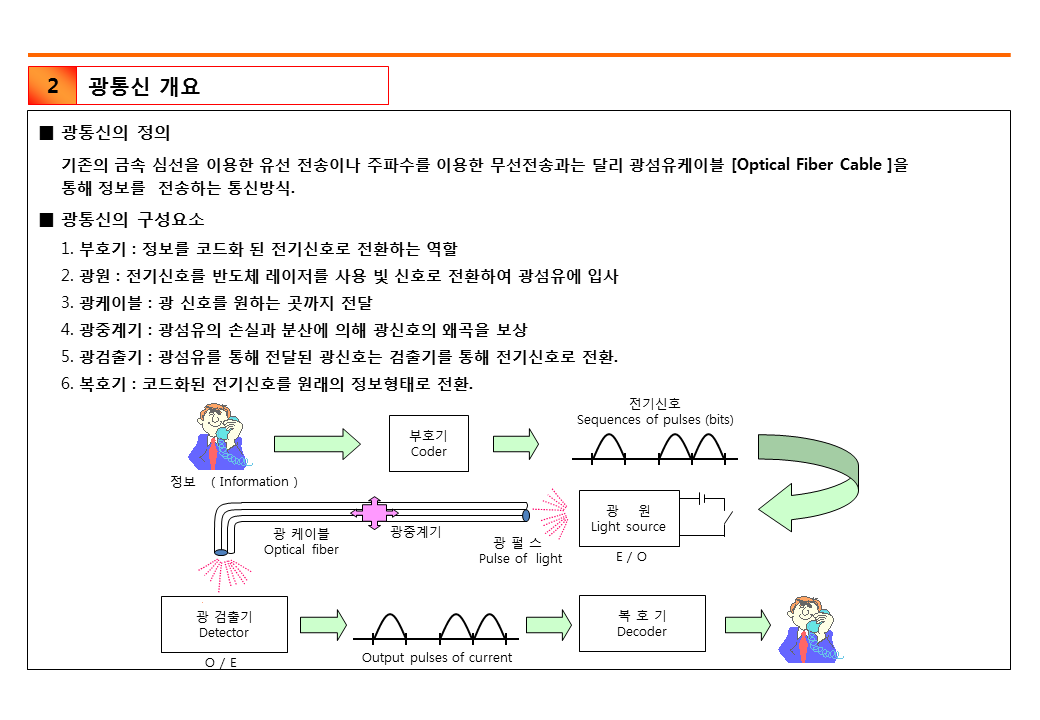 2
광통신 개요
■ 광통신의 정의
기존의 금속 심선을 이용한 유선 전송이나 주파수를 이용한 무선전송과는 달리 광섬유케이블 [Optical Fiber Cable ]을
통해 정보를 전송하는 통신방식.
■ 광통신의 구성요소
1. 부호기 : 정보를 코드화 된 전기신호로 전환하는 역할
2. 광원 : 전기신호를 반도체 레이저를 사용 빛 신호로 전환하여 광섬유에 입사
3. 광케이블 : 광 신호를 원하는 곳까지 전달
4. 광중계기 : 광섬유의 손실과 분산에 의해 광신호의 왜곡을 보상
5. 광검출기 : 광섬유를 통해 전달된 광신호는 검출기를 통해 전기신호로 전환.
6. 복호기 : 코드화된 전기신호를 원래의 정보형태로 전환.
정보 ( Information )
부호기
Coder
전기신호
Sequences of pulses (bits)
광 케이블
Optical fiber
광중계기
광 펄 스
Pulse of light
광 원
Light source
E / O
광 검출기
Detector
O / E
Output pulses of current
복 호 기
Decoder